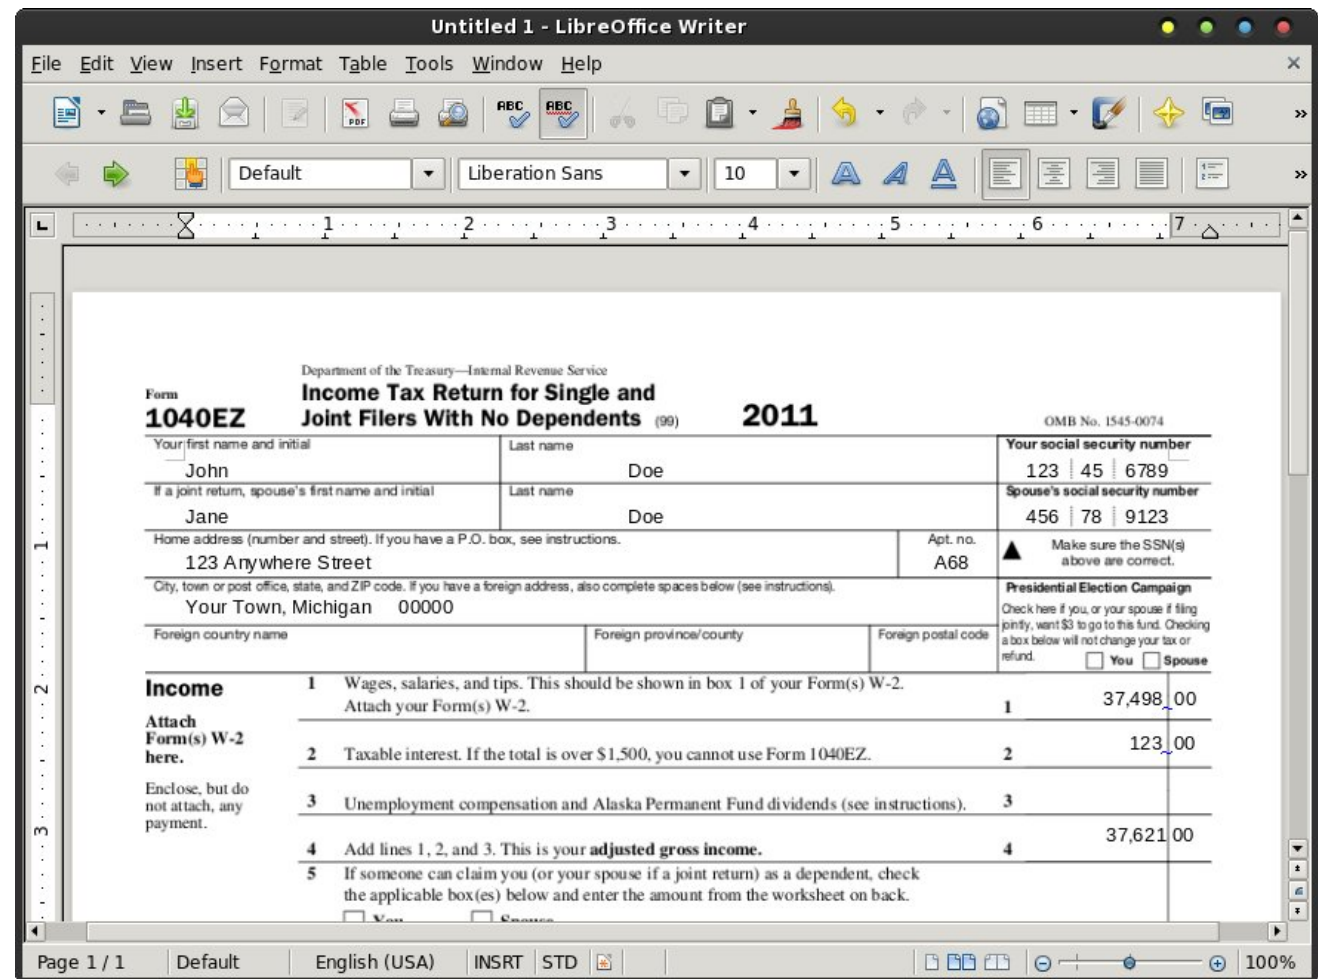 Untitled 1 - LibreOffice Writer
File Edit View Insert Format Table Tools Window Help
PDF ABC ABC
Default Liberation Sans 10
1 2 3 4 5 6 7
Department of the Treasury—Internal Revenue Service
Form Income Tax Return for Single and
1040EZ Joint Filers With No Dependents (99) 2011 OMB No. 1545-0074
Your first name and initial Last name Your social security number
John Doe 123 45 6789
If a joint return, spouse's first name and initial Last name Spouse's social security number
Jane Doe 456 78 9123
Home address (number and street). If you have a P.O. box, see instructions. Apt. no. Make sure the SSN(s)
123 Anywhere Street A68 above are correct.
City, town or post office, state, and ZIP code. If you have a foreign address, also complete spaces below (see instructions). Presidential Election Campaign
Your Town, Michigan 00000 Check here if you, or your spouse if filing
jointly, want $3 to go to this fund. Checking
Foreign country name Foreign province/county Foreign postal code a box below will not change your tax or
refund. You Spouse
Income 1 Wages, salaries, and tips. This should be shown in box 1 of your Form(s) W-2.
Attach your Form(s) W-2. 1 37,498 00
Attach
Form(s) W-2
here. 2 Taxable interest. If the total is over $1,500, you cannot use Form 1040EZ. 2 123 00
Enclose, but do
not attach, any 3 Unemployment compensation and Alaska Permanent Fund dividends (see instructions). 3
payment.
4 Add lines 1, 2, and 3. This is your adjusted gross income. 4 37,621 00
5 If someone can claim you (or your spouse if a joint return) as a dependent, check
the applicable box(es) below and enter the amount from the worksheet on back.
You Spouse
1
2
3
Page 1 / 1 Default English (USA) INSRT STD 100%